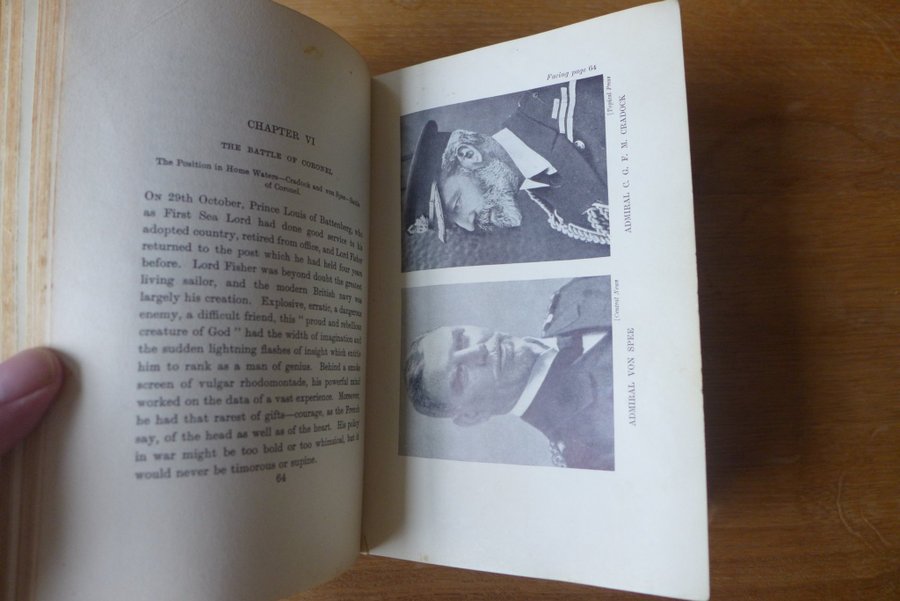 CHAPTER VI
THE BATTLE OF CORONEL
The Position in Home Waters—Cradock and von Spee—Battle
of Coronel.
On 29th October, Prince Louis of Battenberg, who
as First Sea Lord had done good service to his
adopted country, retired from office, and Lord Fisher
returned to the post which he had held four years
before. Lord Fisher was beyond doubt the greatest
living sailor, and the modern British navy was
largely his creation. Explosive, erratic, a dangerous
enemy, a difficult friend, this " proud and rebellious
creature of God " had the width of imagination and
the sudden lightning flashes of insight which entitle
him to rank as a man of genius. Behind a smoke
screen of vulgar rhodomontade, his powerful mind
worked on the data of a vast experience. Moreover,
he had that rarest of gifts—courage, as the French
say, of the head as well as of the heart. His policy
in war might be too bold or too whimsical, but it
would never be timorous or supine.
64
Facing page 64
[Topical Press
ADMIRAL C. G. F. M. CRADOCK
[Central News
ADMIRAL VON SPEE